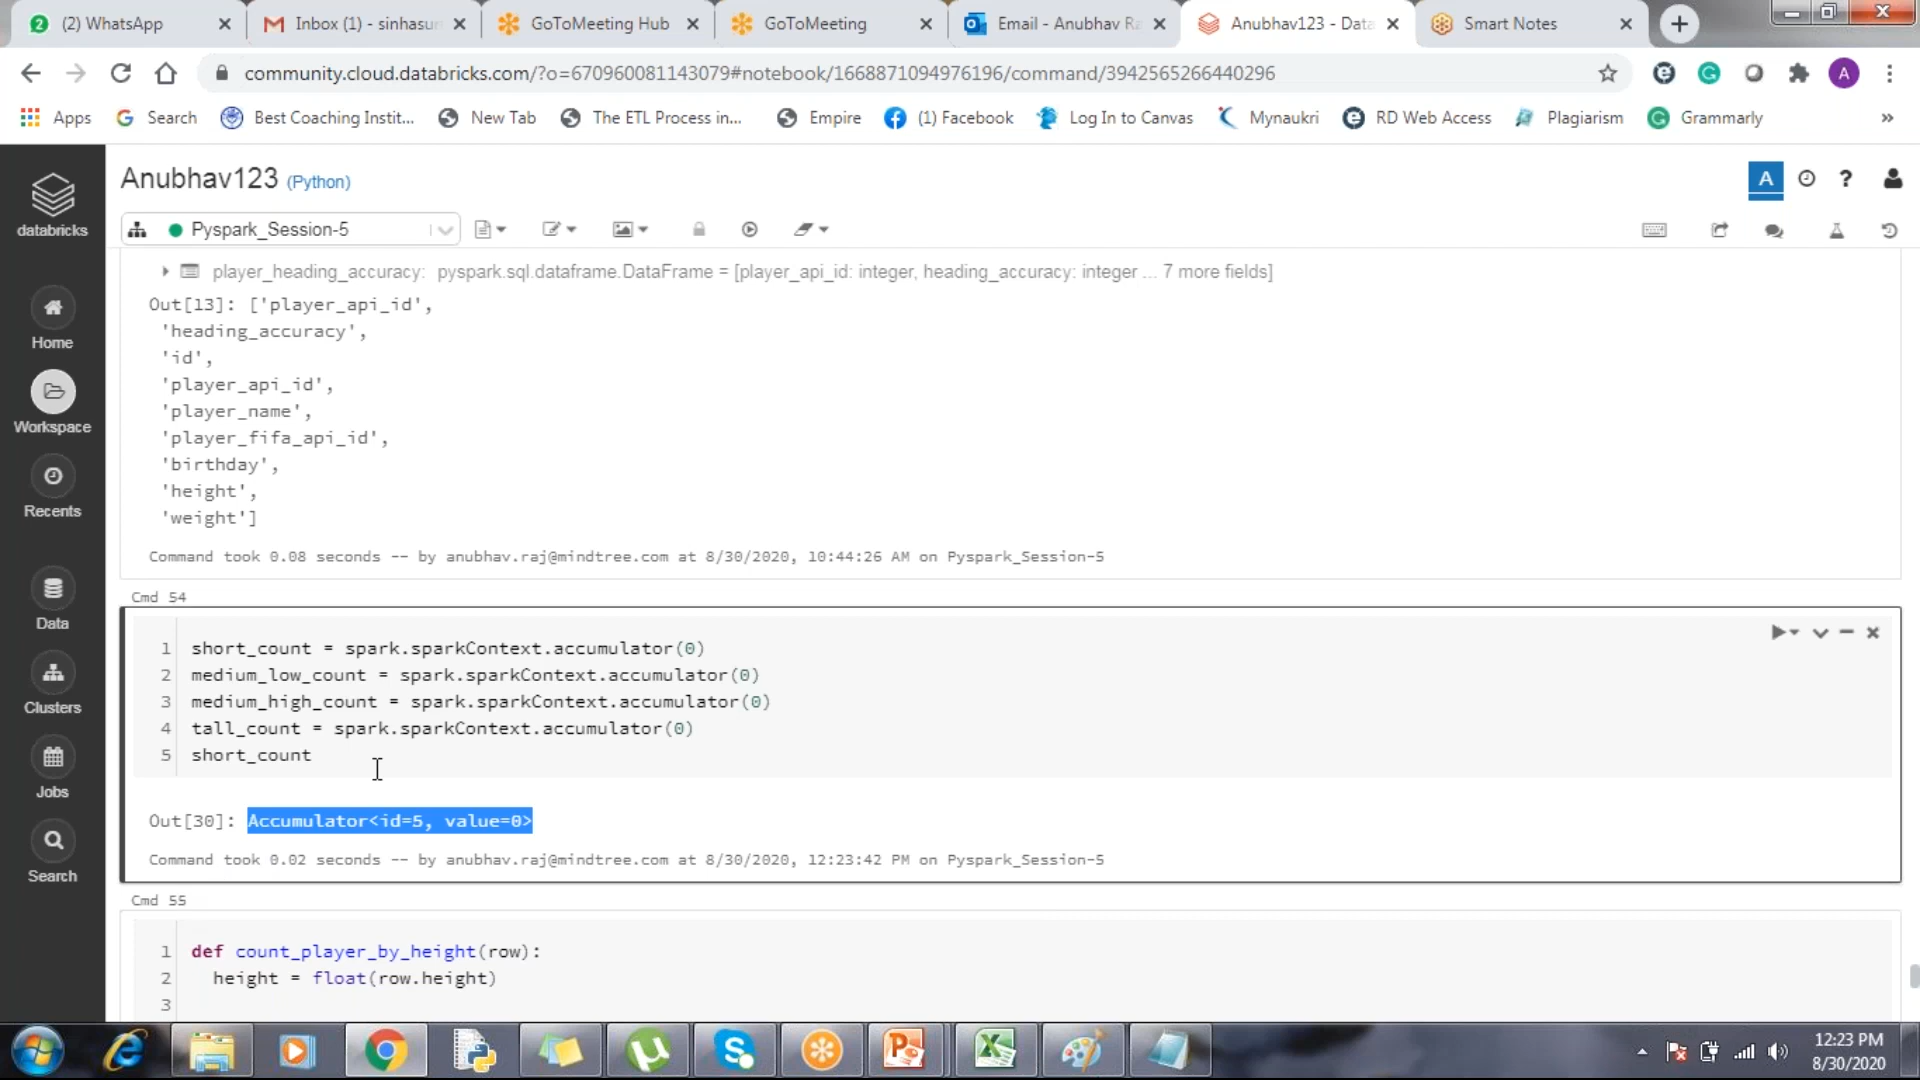 (2) WhatsApp
Inbox (1) - sinhasum
GoToMeeting Hub
GoToMeeting
Email - Anubhav Ra
Anubhav123 - Data
Smart Notes
community.cloud.databricks.com/?o=670960081143079#notebook/1668871094976196/command/3942565266440296
A
Apps
Search
Best Coaching Instit...
New Tab
The ETL Process in...
Empire
(1) Facebook
Log In to Canvas
Mynaukri
RD Web Access
Plagiarism
Grammarly
»
databricks
Home
Workspace
Recents
Data
Clusters
Jobs
Search
Anubhav123 (Python)
A
?
Pyspark_Session-5
player_heading_accuracy: pyspark.sql.dataframe.DataFrame = [player_api_id: integer, heading_accuracy: integer ... 7 more fields]
Out[13]: ['player_api_id',
'heading_accuracy',
'id',
'player_api_id',
'player_name',
'player_fifa_api_id',
'birthday',
'height',
'weight']
Command took 0.08 seconds -- by anubhav.raj@mindtree.com at 8/30/2020, 10:44:26 AM on Pyspark_Session-5
Cmd 54
1 short_count = spark.sparkContext.accumulator(0)
2 medium_low_count = spark.sparkContext.accumulator(0)
3 medium_high_count = spark.sparkContext.accumulator(0)
4 tall_count = spark.sparkContext.accumulator(0)
5 short_count
Out[30]: Accumulator<id=5, value=0>
Command took 0.02 seconds -- by anubhav.raj@mindtree.com at 8/30/2020, 12:23:42 PM on Pyspark_Session-5
Cmd 55
1 def count_player_by_height(row):
2 height = float(row.height)
3
12:23 PM
8/30/2020